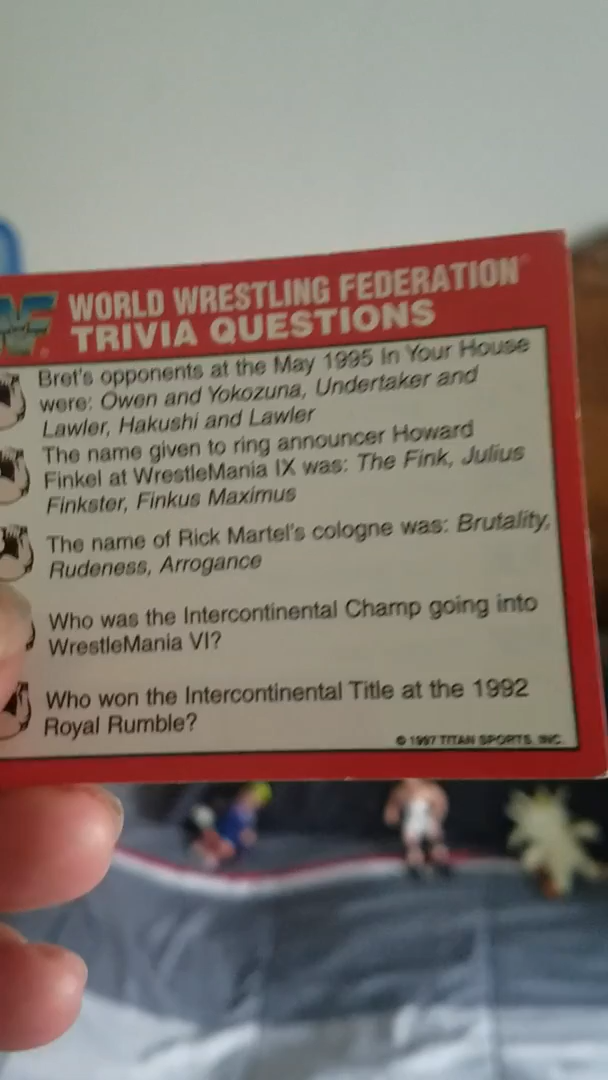 WORLD WRESTLING FEDERATION
TRIVIA QUESTIONS
Bret's opponents at the May 1995 In Your House
were: Owen and Yokozuna, Undertaker and
Lawler, Hakushi and Lawler
The name given to ring announcer Howard
Finkel at WrestleMania IX was: The Fink, Julius
Finkster, Finkus Maximus
The name of Rick Martel's cologne was: Brutality,
Rudeness, Arrogance
Who was the Intercontinental Champ going into
WrestleMania VI?
Who won the Intercontinental Title at the 1992
Royal Rumble?
© 1997 TITAN SPORTS, INC.